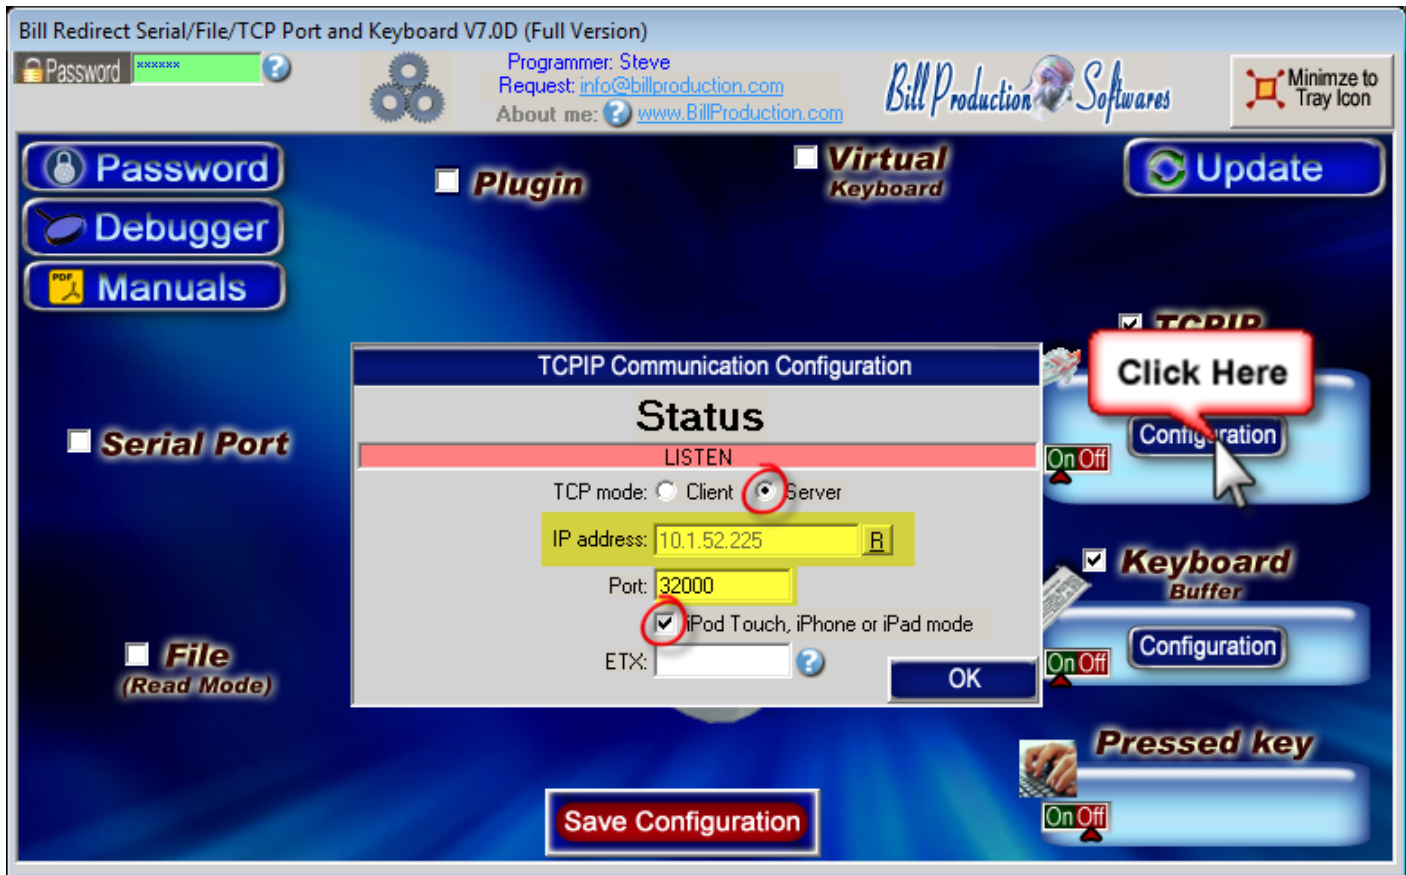 Bill Redirect Serial/File/TCP Port and Keyboard V7.0D (Full Version)
Password ******
Programmer: Steve
Request: info@billproduction.com
About me: www.BillProduction.com
Bill Production Softwares
Minimze to
Tray Icon
Password
Debugger
PDF Manuals
Plugin
Virtual
Keyboard
Update
TCPIP
Click Here
Configuration
On Off
TCPIP Communication Configuration
Status
LISTEN
TCP mode: Client Server
IP address: 10.1.52.225 R
Port: 32000
iPod Touch, iPhone or iPad mode
ETX:
OK
Serial Port
File
(Read Mode)
Keyboard
Buffer
Configuration
On Off
Pressed key
On Off
Save Configuration